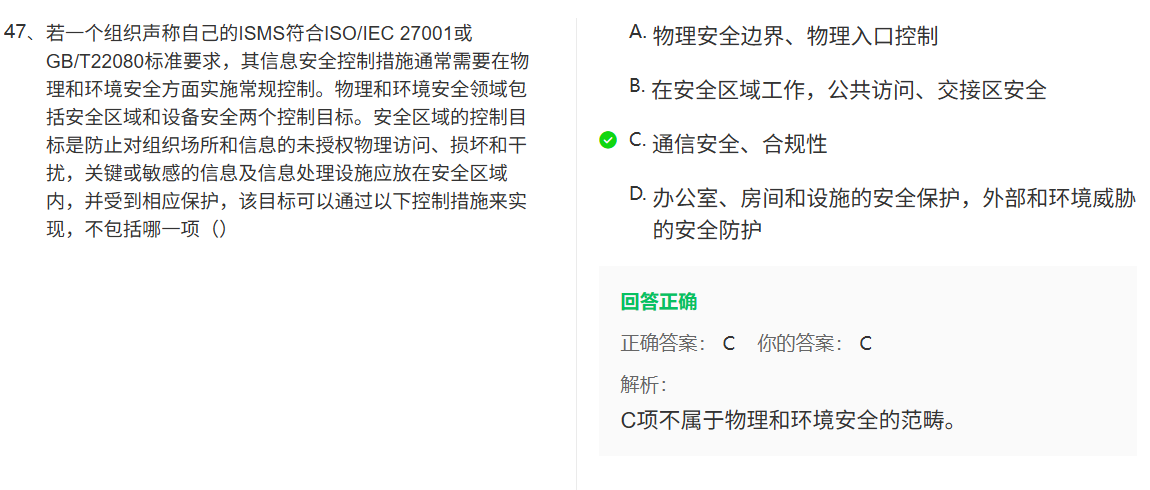 47、若一个组织声称自己的ISMS符合ISO/IEC 27001或
GB/T22080标准要求，其信息安全控制措施通常需要在物
理和环境安全方面实施常规控制。物理和环境安全领域包
括安全区域和设备安全两个控制目标。安全区域的控制目
标是防止对组织场所和信息的未授权物理访问、损坏和干
扰，关键或敏感的信息及信息处理设施应放在安全区域
内，并受到相应保护，该目标可以通过以下控制措施来实
现，不包括哪一项（）
A. 物理安全边界、物理入口控制
B. 在安全区域工作，公共访问、交接区安全
C. 通信安全、合规性
D. 办公室、房间和设施的安全保护，外部和环境威胁
的安全防护
回答正确
正确答案： C 你的答案： C
解析：
C项不属于物理和环境安全的范畴。